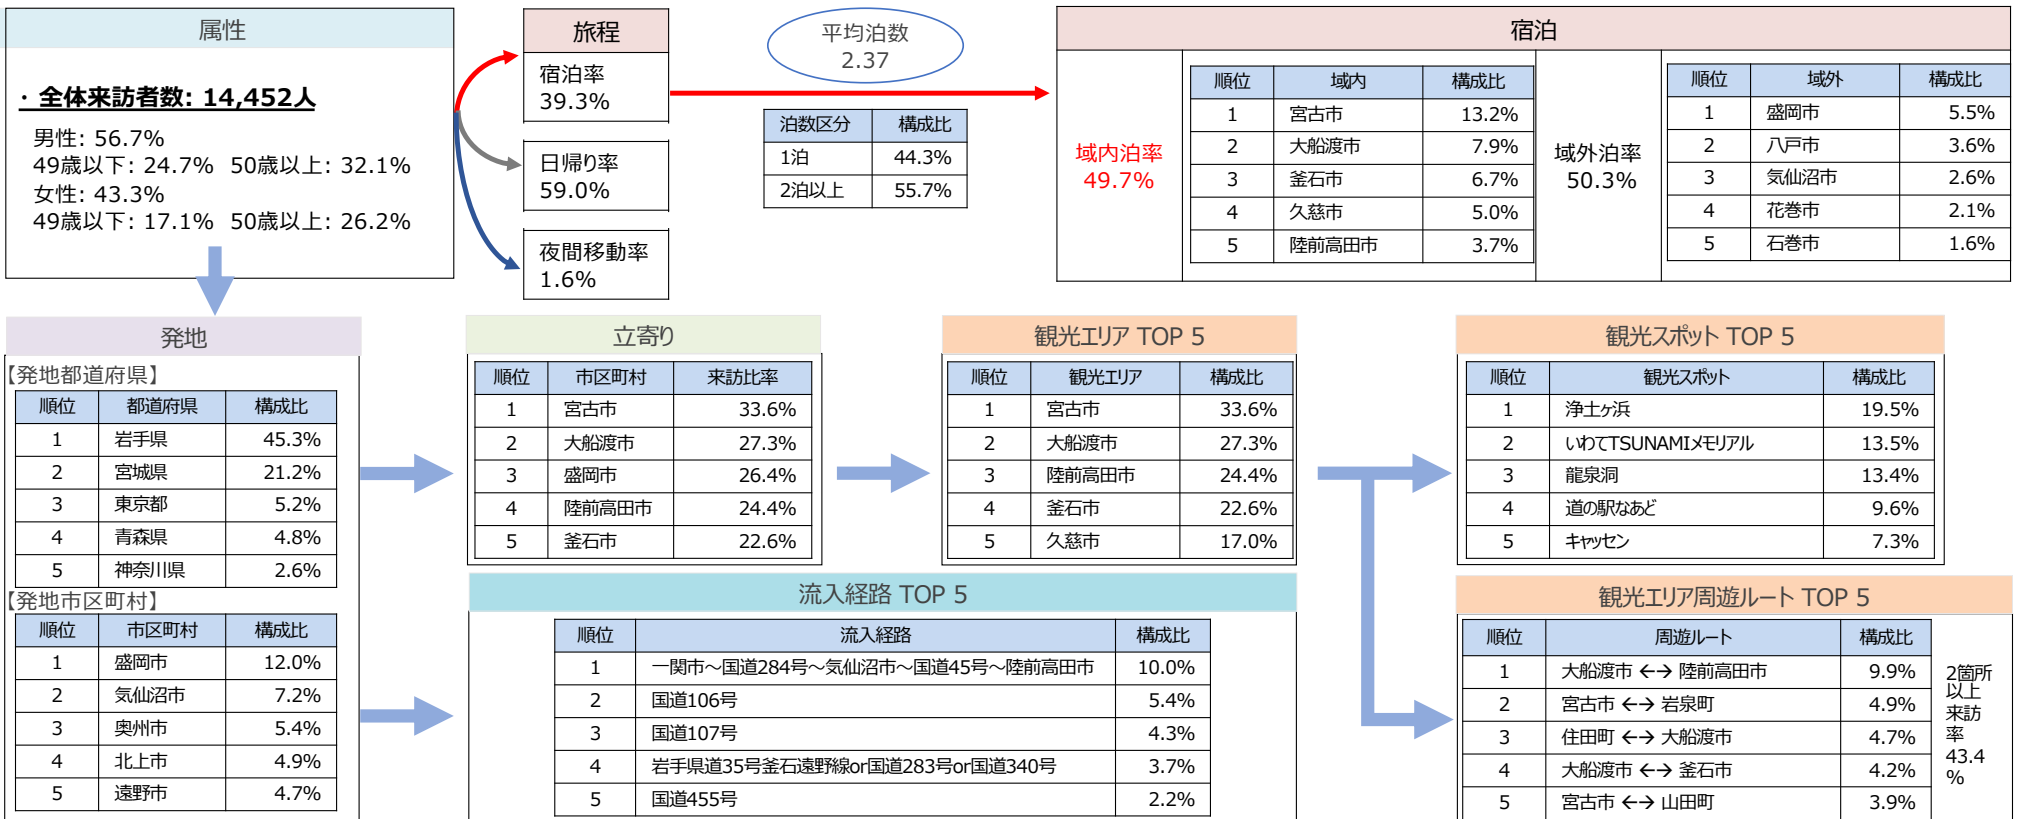 属性
・全体来訪者数: 14,452人
男性: 56.7%
49歳以下: 24.7% 50歳以上: 32.1%
女性: 43.3%
49歳以下: 17.1% 50歳以上: 26.2%
旅程
宿泊率
39.3%
日帰り率
59.0%
夜間移動率
1.6%
平均泊数
2.37
泊数区分 構成比
1泊 44.3%
2泊以上 55.7%
宿泊
域内泊率
49.7%
順位 域内 構成比
1 宮古市 13.2%
2 大船渡市 7.9%
3 釜石市 6.7%
4 久慈市 5.0%
5 陸前高田市 3.7%
域外泊率
50.3%
順位 域外 構成比
1 盛岡市 5.5%
2 八戸市 3.6%
3 気仙沼市 2.6%
4 花巻市 2.1%
5 石巻市 1.6%
発地
【発地都道府県】
順位 都道府県 構成比
1 岩手県 45.3%
2 宮城県 21.2%
3 東京都 5.2%
4 青森県 4.8%
5 神奈川県 2.6%
【発地市区町村】
順位 市区町村 構成比
1 盛岡市 12.0%
2 気仙沼市 7.2%
3 奥州市 5.4%
4 北上市 4.9%
5 遠野市 4.7%
立寄り
順位 市区町村 来訪比率
1 宮古市 33.6%
2 大船渡市 27.3%
3 盛岡市 26.4%
4 陸前高田市 24.4%
5 釜石市 22.6%
観光エリア TOP 5
順位 観光エリア 構成比
1 宮古市 33.6%
2 大船渡市 27.3%
3 陸前高田市 24.4%
4 釜石市 22.6%
5 久慈市 17.0%
観光スポット TOP 5
順位 観光スポット 構成比
1 浄土ヶ浜 19.5%
2 いわてTSUNAMIメモリアル 13.5%
3 龍泉洞 13.4%
4 道の駅なあど 9.6%
5 キャッセン 7.3%
流入経路 TOP 5
順位 流入経路 構成比
1 一関市～国道284号～気仙沼市～国道45号～陸前高田市 10.0%
2 国道106号 5.4%
3 国道107号 4.3%
4 岩手県道35号釜石遠野線or国道283号or国道340号 3.7%
5 国道455号 2.2%
観光エリア周遊ルート TOP 5
順位 周遊ルート 構成比
1 大船渡市 ←→ 陸前高田市 9.9%
2 宮古市 ←→ 岩泉町 4.9%
3 住田町 ←→ 大船渡市 4.7%
4 大船渡市 ←→ 釜石市 4.2%
5 宮古市 ←→ 山田町 3.9%
2箇所
以上
来訪
率
43.4
%